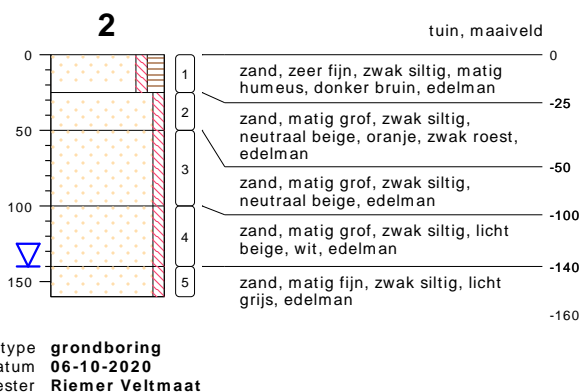 2
tuin, maaiveld
0
0
1
zand, zeer fijn, zwak siltig, matig
humeus, donker bruin, edelman
-25
2
zand, matig grof, zwak siltig,
neutraal beige, oranje, zwak roest,
edelman
50
-50
3
zand, matig grof, zwak siltig,
neutraal beige, edelman
100
-100
4
zand, matig grof, zwak siltig, licht
beige, wit, edelman
-140
150
5
zand, matig fijn, zwak siltig, licht
grijs, edelman
-160
type grondboring
atum 06-10-2020
ester Riemer Veltmaat